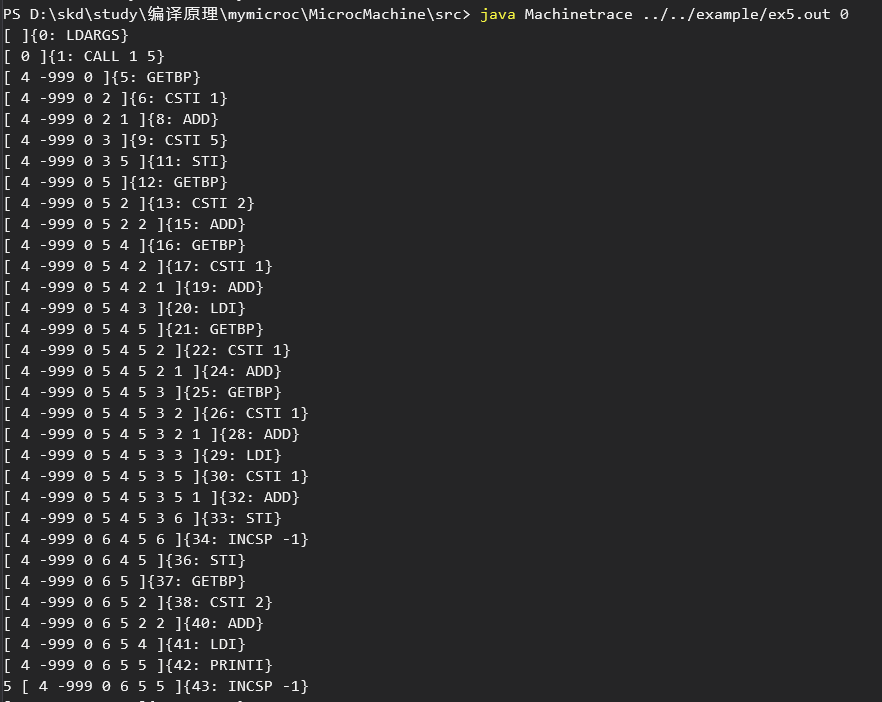 PS D:\skd\study\编译原理\mymicroc\MicrocMachine\src> java Machinetrace ../../example/ex5.out 0
[ ]{0: LDARGS}
[ 0 ]{1: CALL 1 5}
[ 4 -999 0 ]{5: GETBP}
[ 4 -999 0 2 ]{6: CSTI 1}
[ 4 -999 0 2 1 ]{8: ADD}
[ 4 -999 0 3 ]{9: CSTI 5}
[ 4 -999 0 3 5 ]{11: STI}
[ 4 -999 0 5 ]{12: GETBP}
[ 4 -999 0 5 2 ]{13: CSTI 2}
[ 4 -999 0 5 2 2 ]{15: ADD}
[ 4 -999 0 5 4 ]{16: GETBP}
[ 4 -999 0 5 4 2 ]{17: CSTI 1}
[ 4 -999 0 5 4 2 1 ]{19: ADD}
[ 4 -999 0 5 4 3 ]{20: LDI}
[ 4 -999 0 5 4 5 ]{21: GETBP}
[ 4 -999 0 5 4 5 2 ]{22: CSTI 1}
[ 4 -999 0 5 4 5 2 1 ]{24: ADD}
[ 4 -999 0 5 4 5 3 ]{25: GETBP}
[ 4 -999 0 5 4 5 3 2 ]{26: CSTI 1}
[ 4 -999 0 5 4 5 3 2 1 ]{28: ADD}
[ 4 -999 0 5 4 5 3 3 ]{29: LDI}
[ 4 -999 0 5 4 5 3 5 ]{30: CSTI 1}
[ 4 -999 0 5 4 5 3 5 1 ]{32: ADD}
[ 4 -999 0 5 4 5 3 6 ]{33: STI}
[ 4 -999 0 6 4 5 6 ]{34: INCSP -1}
[ 4 -999 0 6 4 5 ]{36: STI}
[ 4 -999 0 6 5 ]{37: GETBP}
[ 4 -999 0 6 5 2 ]{38: CSTI 2}
[ 4 -999 0 6 5 2 2 ]{40: ADD}
[ 4 -999 0 6 5 4 ]{41: LDI}
[ 4 -999 0 6 5 5 ]{42: PRINTI}
5 [ 4 -999 0 6 5 5 ]{43: INCSP -1}